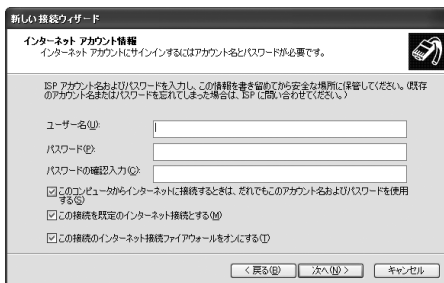 新しい接続ウィザード
インターネット アカウント情報
インターネット アカウントにサインインするにはアカウント名とパスワードが必要です。
ISP アカウント名およびパスワードを入力し、この情報を書き留めてから安全な場所に保管してください。(既存
のアカウント名またはパスワードを忘れてしまった場合は、ISP に問い合わせてください。)
ユーザー名(U):
パスワード(P):
パスワードの確認入力(C):
このコンピュータからインターネットに接続するときは、だれでもこのアカウント名およびパスワードを使用
する(S)
この接続を既定のインターネット接続とする(M)
この接続のインターネット接続ファイアウォールをオンにする(T)
< 戻る(B)
次へ(N) >
キャンセル